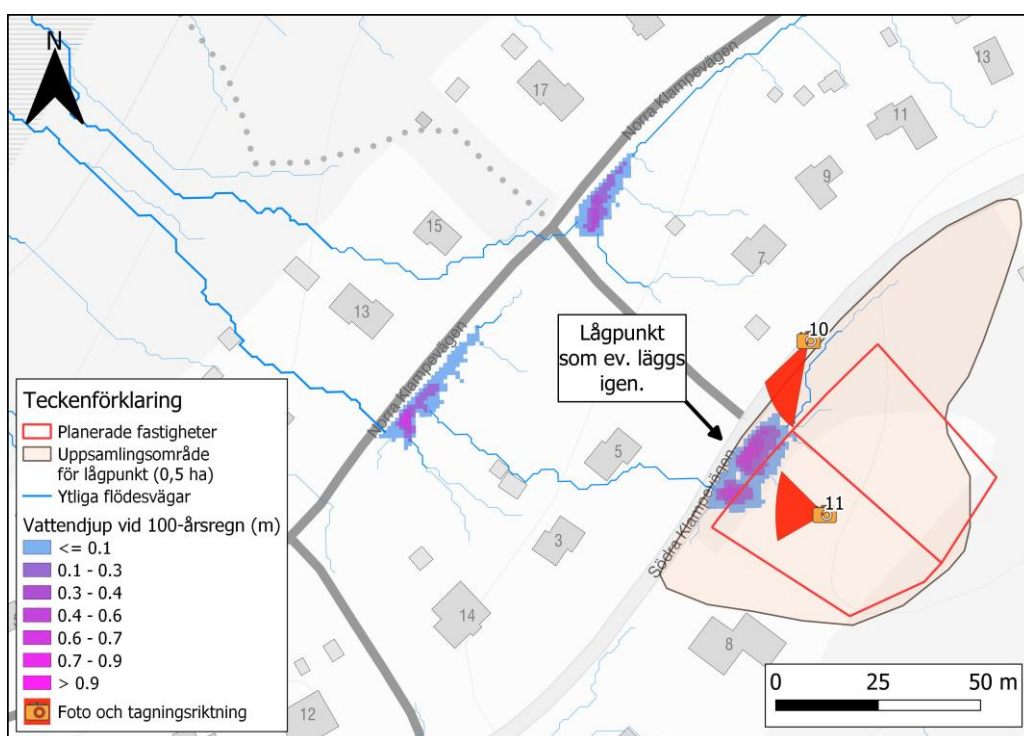 N
17
Norra Klampevägen
13
11
9
15
7
13
10
Lågpunkt
som ev. läggs
igen.
Norra Klampevägen
5
Södra Klampevägen
11
3
14
8
12
Teckenförklaring
Planerade fastigheter
Uppsamlingsområde
för lågpunkt (0,5 ha)
Ytliga flödesvägar
Vattendjup vid 100-årsregn (m)
<= 0.1
0.1 - 0.3
0.3 - 0.4
0.4 - 0.6
0.6 - 0.7
0.7 - 0.9
> 0.9
Foto och tagningsriktning
0 25 50 m